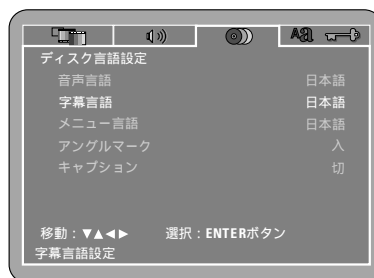 Aあ
ディスク言語設定
音声言語 日本語
字幕言語 日本語
メニュー言語 日本語
アングルマーク 入
キャプション 切
移動：▼▲◀▶ 選択：ENTERボタン
字幕言語設定